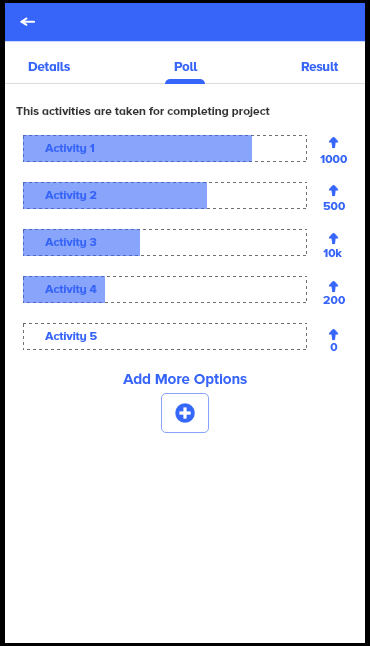 Details Poll Result
This activities are taken for completing project
Activity 1
1000
Activity 2
500
Activity 3
10k
Activity 4
200
Activity 5
0
Add More Options